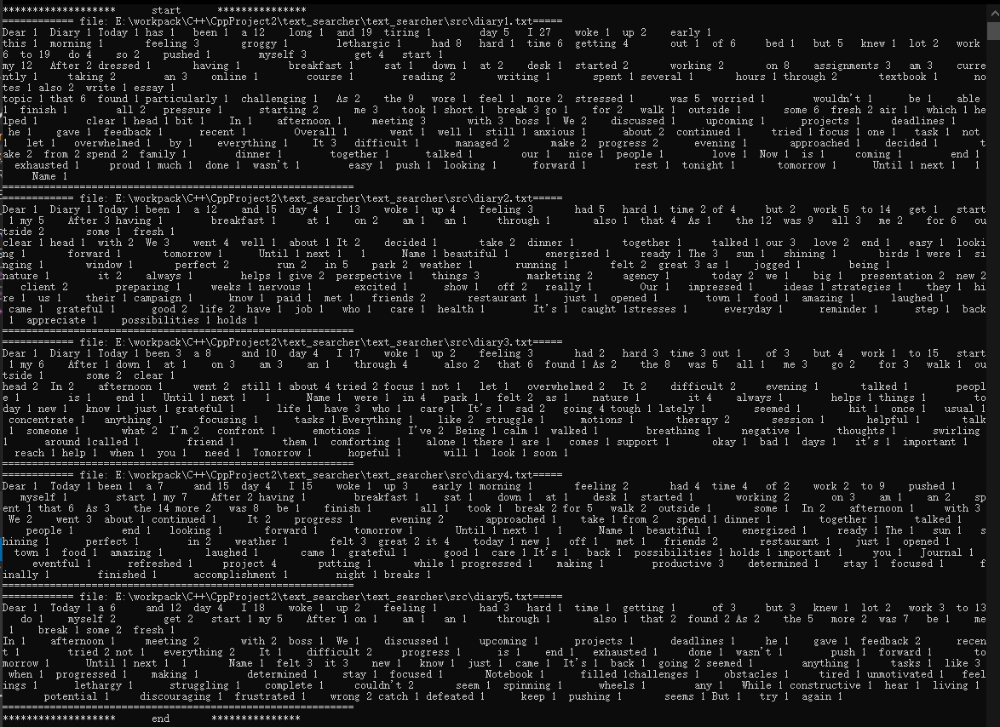 ******************* start ***************
============ file: E:\workpack\C++\CppProject2\text_searcher\text_searcher\src\diary1.txt=====
Dear 1 Diary 1 Today 1 has 1 been 1 a 12 long 1 and 19 tiring 1 day 5 I 27 woke 1 up 2 early 1
this 1 morning 1 feeling 3 groggy 1 lethargic 1 had 8 hard 1 time 6 getting 4 out 1 of 6 bed 1 but 5 knew 1 lot 2 work
6 to 19 do 4 so 2 pushed 1 myself 3 get 4 start 1
my 12 After 2 dressed 1 having 1 breakfast 1 sat 1 down 1 at 2 desk 1 started 2 working 2 on 8 assignments 3 am 3 curre
ntly 1 taking 2 an 3 online 1 course 1 reading 2 writing 1 spent 1 several 1 hours 1 through 2 textbook 1 no
tes 1 also 2 write 1 essay 1
topic 1 that 6 found 1 particularly 1 challenging 1 As 2 the 9 wore 1 feel 1 more 2 stressed 1 was 5 worried 1 wouldn't 1 be 1 able
1 finish 1 all 2 pressure 1 starting 2 me 3 took 1 short 1 break 3 go 1 for 2 walk 1 outside 1 some 6 fresh 2 air 1 which 1 he
lped 1 clear 1 head 1 bit 1 In 1 afternoon 1 meeting 3 with 3 boss 1 We 2 discussed 1 upcoming 1 projects 1 deadlines 1
he 1 gave 1 feedback 1 recent 1 Overall 1 went 1 well 1 still 1 anxious 1 about 2 continued 1 tried 1 focus 1 one 1 task 1 not
1 let 1 overwhelmed 1 by 1 everything 1 It 3 difficult 1 managed 2 make 2 progress 2 evening 1 approached 1 decided 1 t
ake 2 from 2 spend 2 family 1 dinner 1 together 1 talked 1 our 1 nice 1 people 1 love 1 Now 1 is 1 coming 1 end 1
exhausted 1 proud 1 much 1 done 1 wasn't 1 easy 1 push 1 looking 1 forward 1 rest 1 tonight 1 tomorrow 1 Until 1 next 1 1
Name 1
============================================================
============ file: E:\workpack\C++\CppProject2\text_searcher\text_searcher\src\diary2.txt=====
Dear 1 Diary 1 Today 1 been 1 a 12 and 15 day 4 I 13 woke 1 up 4 feeling 3 had 5 hard 1 time 2 of 4 but 2 work 5 to 14 get 1 start
1 my 5 After 3 having 1 breakfast 1 at 1 on 2 am 1 an 1 through 1 also 1 that 4 As 1 the 12 was 9 all 3 me 2 for 6 ou
tside 2 some 1 fresh 1
clear 1 head 1 with 2 We 3 went 4 well 1 about 1 It 2 decided 1 take 2 dinner 1 together 1 talked 1 our 3 love 2 end 1 easy 1 looki
ng 1 forward 1 tomorrow 1 Until 1 next 1 1 Name 1 beautiful 1 energized 1 ready 1 The 3 sun 1 shining 1 birds 1 were 1 si
nging 1 window 1 perfect 2 run 2 in 5 park 2 weather 1 running 1 felt 2 great 3 as 1 jogged 1 being 1
nature 1 it 2 always 1 helps 1 give 2 perspective 1 things 3 marketing 2 agency 1 today 2 we 1 big 1 presentation 2 new 2
client 2 preparing 1 weeks 1 nervous 1 excited 1 show 1 off 2 really 1 Our 1 impressed 1 ideas 1 strategies 1 they 1 hi
re 1 us 1 their 1 campaign 1 know 1 paid 1 met 1 friends 2 restaurant 1 just 1 opened 1 town 1 food 1 amazing 1 laughed 1
came 1 grateful 1 good 2 life 2 have 1 job 1 who 1 care 1 health 1 It's 1 caught 1stresses 1 everyday 1 reminder 1 step 1 back
1 appreciate 1 possibilities 1 holds 1
============================================================
============ file: E:\workpack\C++\CppProject2\text_searcher\text_searcher\src\diary3.txt=====
Dear 1 Diary 1 Today 1 been 3 a 8 and 10 day 4 I 17 woke 1 up 2 feeling 3 had 2 hard 3 time 3 out 1 of 3 but 4 work 1 to 15 start
1 my 6 After 1 down 1 at 1 on 3 am 3 an 1 through 4 also 2 that 6 found 1 As 2 the 8 was 5 all 1 me 3 go 2 for 3 walk 1 ou
tside 1 some 2 clear 1
head 2 In 2 afternoon 1 went 2 still 1 about 4 tried 2 focus 1 not 1 let 1 overwhelmed 2 It 2 difficult 2 evening 1 talked 1 peopl
e 1 is 1 end 1 Until 1 next 1 1 Name 1 were 1 in 4 park 1 felt 2 as 1 nature 1 it 4 always 1 helps 1 things 1 to
day 1 new 1 know 1 just 1 grateful 1 life 1 have 3 who 1 care 1 It's 1 sad 2 going 4 tough 1 lately 1 seemed 1 hit 1 once 1 usual 1
concentrate 1 anything 1 focusing 1 tasks 1 Everything 1 like 2 struggle 1 motions 1 therapy 2 session 1 helpful 1 talk
1 someone 1 what 2 I'm 2 confront 1 emotions 1 I've 2 Being 1 calm 1 walked 1 breathing 1 negative 1 thoughts 1 swirling
1 around 1called 1 friend 1 them 1 comforting 1 alone 1 there 1 are 1 comes 1 support 1 okay 1 bad 1 days 1 it's 1 important 1
reach 1 help 1 when 1 you 1 need 1 Tomorrow 1 hopeful 1 will 1 look 1 soon 1
============================================================
============ file: E:\workpack\C++\CppProject2\text_searcher\text_searcher\src\diary4.txt=====
Dear 1 Today 1 been 1 a 7 and 15 day 4 I 15 woke 1 up 3 early 1 morning 1 feeling 2 had 4 time 4 of 2 work 2 to 9 pushed 1
myself 1 start 1 my 7 After 2 having 1 breakfast 1 sat 1 down 1 at 1 desk 1 started 1 working 2 on 3 am 1 an 2 sp
ent 1 that 6 As 3 the 14 more 2 was 8 be 1 finish 1 all 1 took 1 break 2 for 5 walk 2 outside 1 some 1 In 2 afternoon 1 with 3
We 2 went 3 about 1 continued 1 It 2 progress 1 evening 2 approached 1 take 1 from 2 spend 1 dinner 1 together 1 talked 1
people 1 end 1 looking 1 forward 1 tomorrow 1 Until 1 next 1 1 Name 1 beautiful 1 energized 1 ready 1 The 1 sun 1 s
hining 1 perfect 1 in 2 weather 1 felt 3 great 2 it 4 today 1 new 1 off 1 met 1 friends 2 restaurant 1 just 1 opened 1
town 1 food 1 amazing 1 laughed 1 came 1 grateful 1 good 1 care 1 It's 1 back 1 possibilities 1 holds 1 important 1 you 1 Journal 1
eventful 1 refreshed 1 project 4 putting 1 while 1 progressed 1 making 1 productive 3 determined 1 stay 1 focused 1 f
inally 1 finished 1 accomplishment 1 night 1 breaks 1
============================================================
============ file: E:\workpack\C++\CppProject2\text_searcher\text_searcher\src\diary5.txt=====
Dear 1 Today 1 a 6 and 12 day 4 I 18 woke 1 up 2 feeling 1 had 3 hard 1 time 1 getting 1 of 3 but 3 knew 1 lot 2 work 3 to 13
1 do 1 myself 2 get 2 start 1 my 5 After 1 on 1 am 1 an 1 through 1 also 1 that 2 found 2 As 2 the 5 more 2 was 7 be 1 me
1 break 1 some 2 fresh 1
In 1 afternoon 1 meeting 2 with 2 boss 1 We 1 discussed 1 upcoming 1 projects 1 deadlines 1 he 1 gave 1 feedback 2 recen
t 1 tried 2 not 1 everything 2 It 1 difficult 2 progress 1 is 1 end 1 exhausted 1 done 1 wasn't 1 push 1 forward 1 to
morrow 1 Until 1 next 1 1 Name 1 felt 3 it 3 new 1 know 1 just 1 came 1 It's 1 back 1 going 2 seemed 1 anything 1 tasks 1 like 3
when 1 progressed 1 making 1 determined 1 stay 1 focused 1 Notebook 1 filled 1challenges 1 obstacles 1 tired 1 unmotivated 1 feel
ings 1 lethargy 1 struggling 1 complete 1 couldn't 2 seem 1 spinning 1 wheels 1 any 1 While 1 constructive 1 hear 1 living 1
potential 1 discouraging 1 frustrated 1 wrong 2 catch 1 defeated 1 keep 1 pushing 1 seems 1 But 1 try 1 again 1
============================================================
******************* end ***************